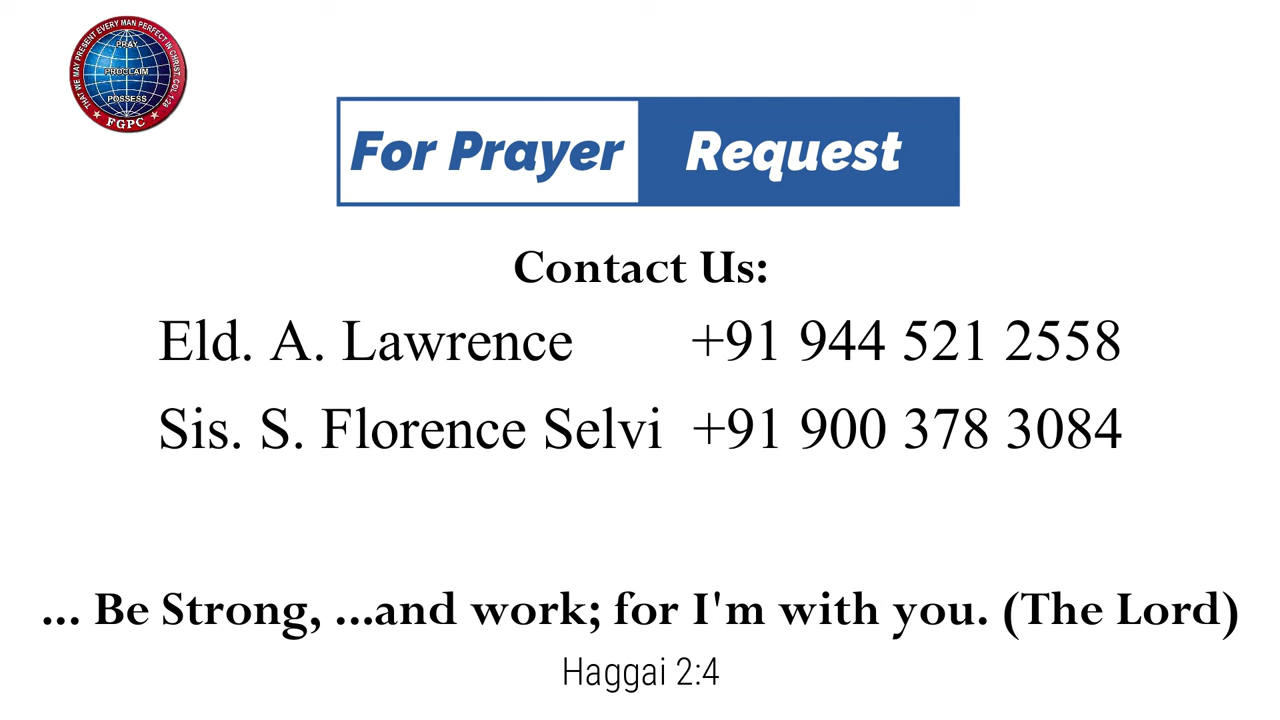 THAT WE MAY PRESENT EVERY MAN PERFECT IN CHRIST. COL 1:28
PRAY
PROCLAIM
POSSESS
★ FGPC ★
For Prayer Request
Contact Us:
Eld. A. Lawrence +91 944 521 2558
Sis. S. Florence Selvi +91 900 378 3084
... Be Strong, ...and work; for I'm with you. (The Lord)
Haggai 2:4